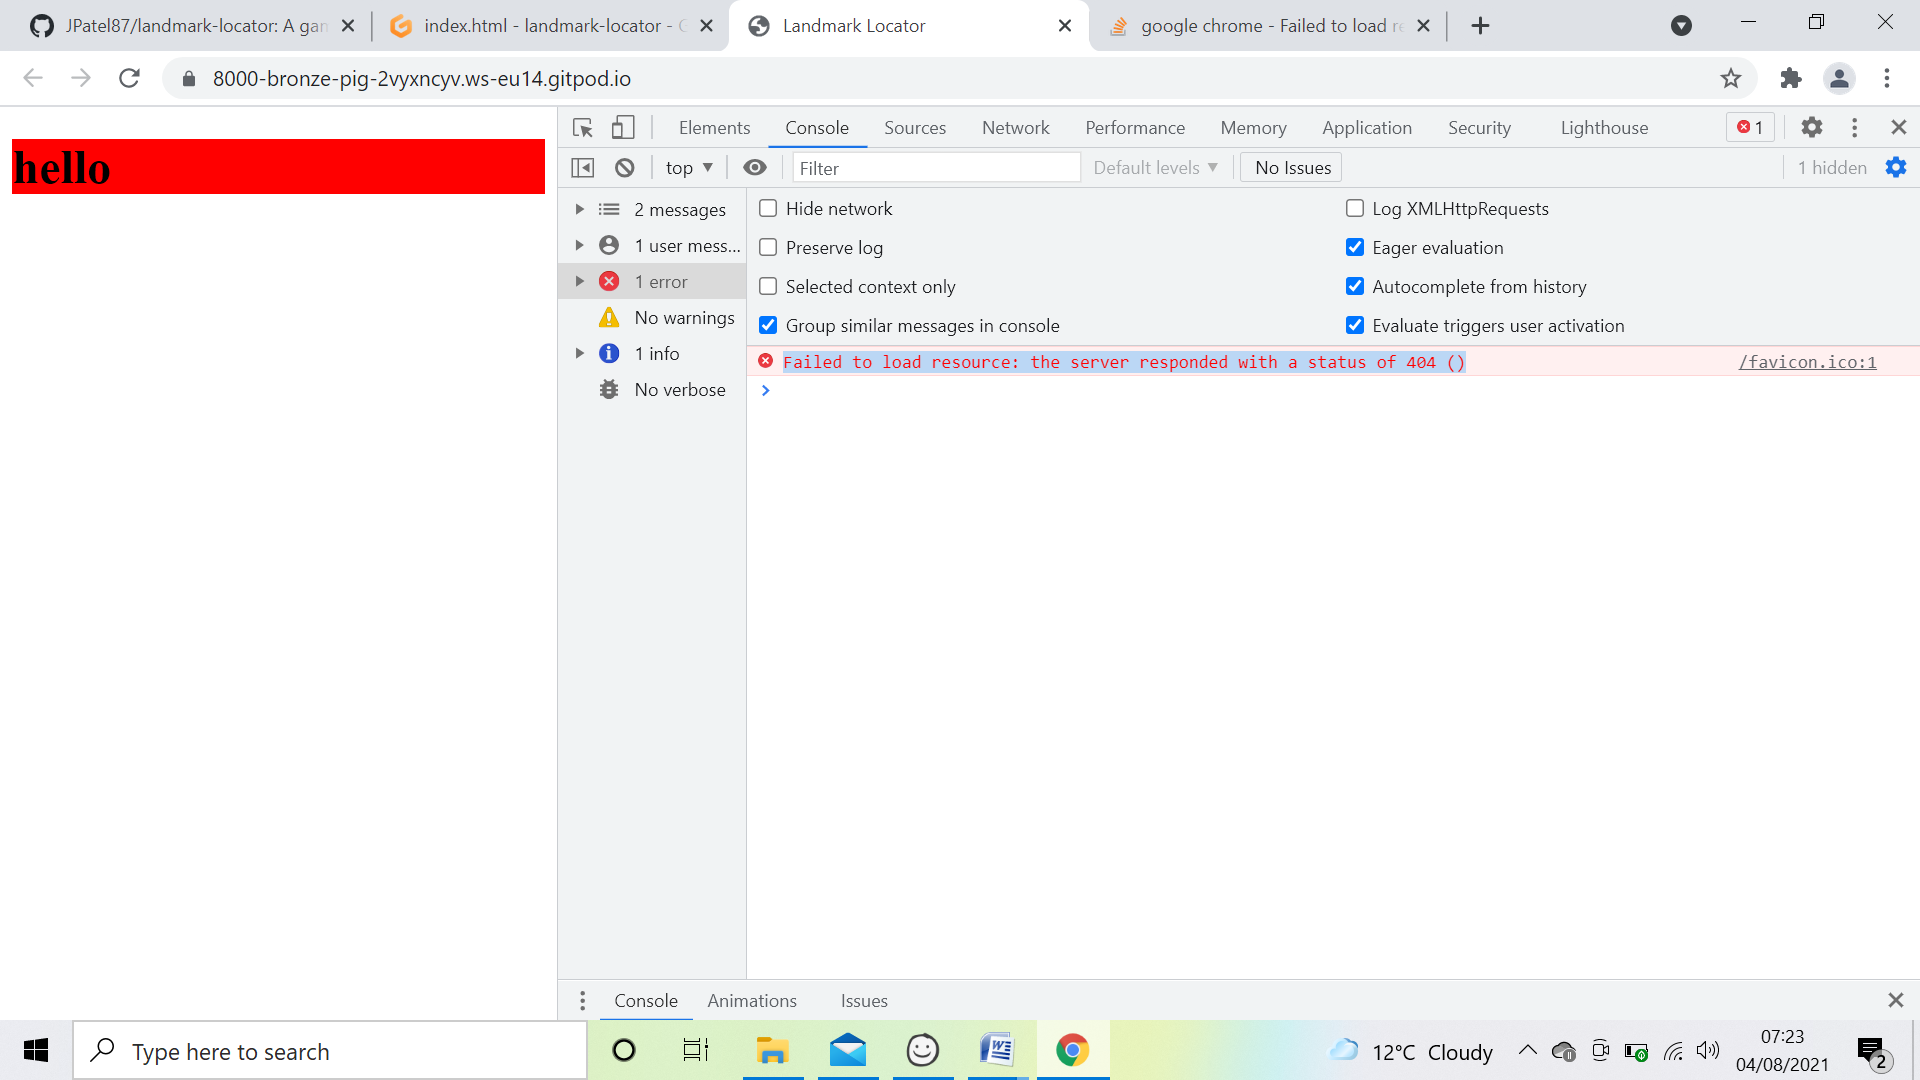 JPatel87/landmark-locator: A gan
index.html - landmark-locator - G
Landmark Locator
google chrome - Failed to load re
8000-bronze-pig-2vyxncyv.ws-eu14.gitpod.io
hello
Elements Console Sources Network Performance Memory Application Security Lighthouse 1
top Filter Default levels No Issues 1 hidden
2 messages
1 user mess...
1 error
No warnings
1 info
No verbose
Hide network
Log XMLHttpRequests
Preserve log
Eager evaluation
Selected context only
Autocomplete from history
Group similar messages in console
Evaluate triggers user activation
Failed to load resource: the server responded with a status of 404 () /favicon.ico:1
Console Animations Issues
Type here to search
12°C Cloudy
07:23
04/08/2021
2